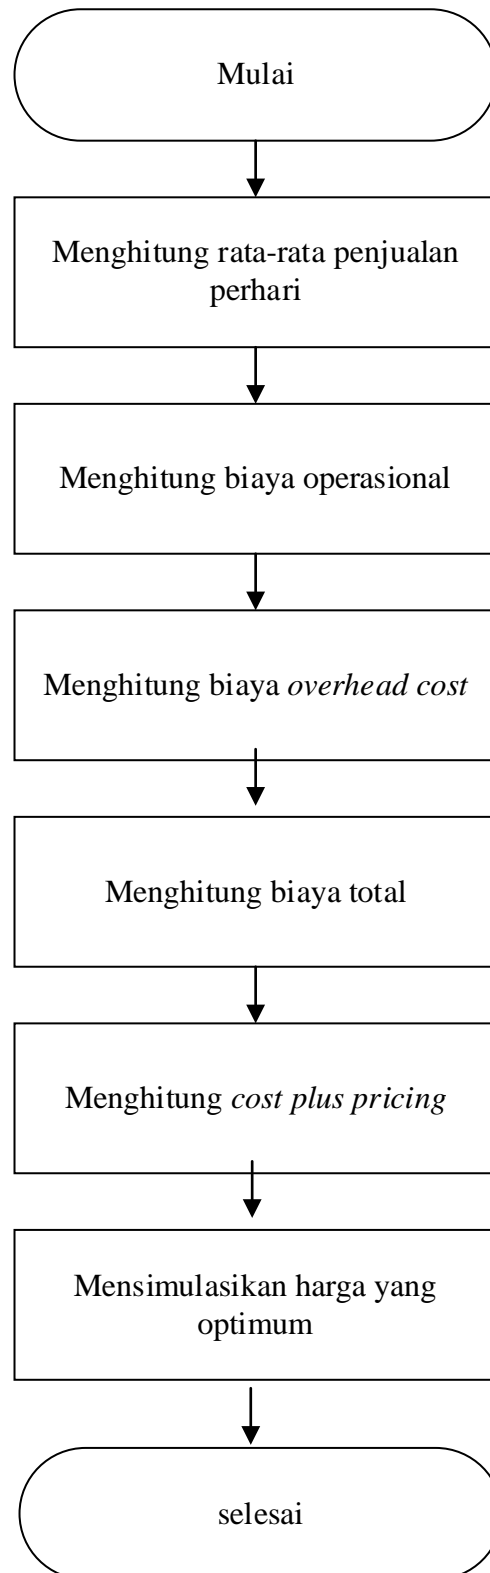 Mulai
Menghitung rata-rata penjualan
perhari
Menghitung biaya operasional
Menghitung biaya overhead cost
Menghitung biaya total
Menghitung cost plus pricing
Mensimulasikan harga yang
optimum
selesai